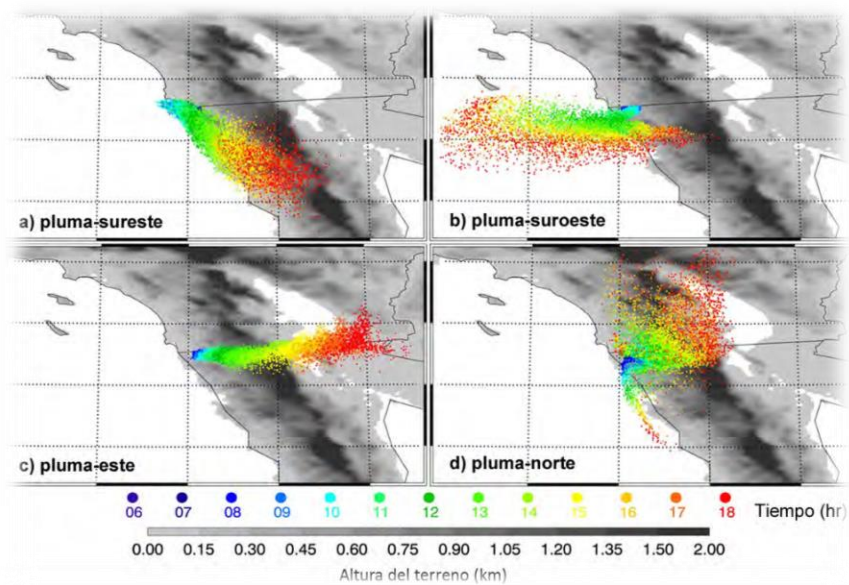 a) pluma-sureste
b) pluma-suroeste
c) pluma-este
d) pluma-norte
06 07 08 09 10 11 12 13 14 15 16 17 18 Tiempo (hr)
0.00 0.15 0.30 0.45 0.60 0.75 0.90 1.05 1.20 1.35 1.50 2.00
Altura del terreno (km)